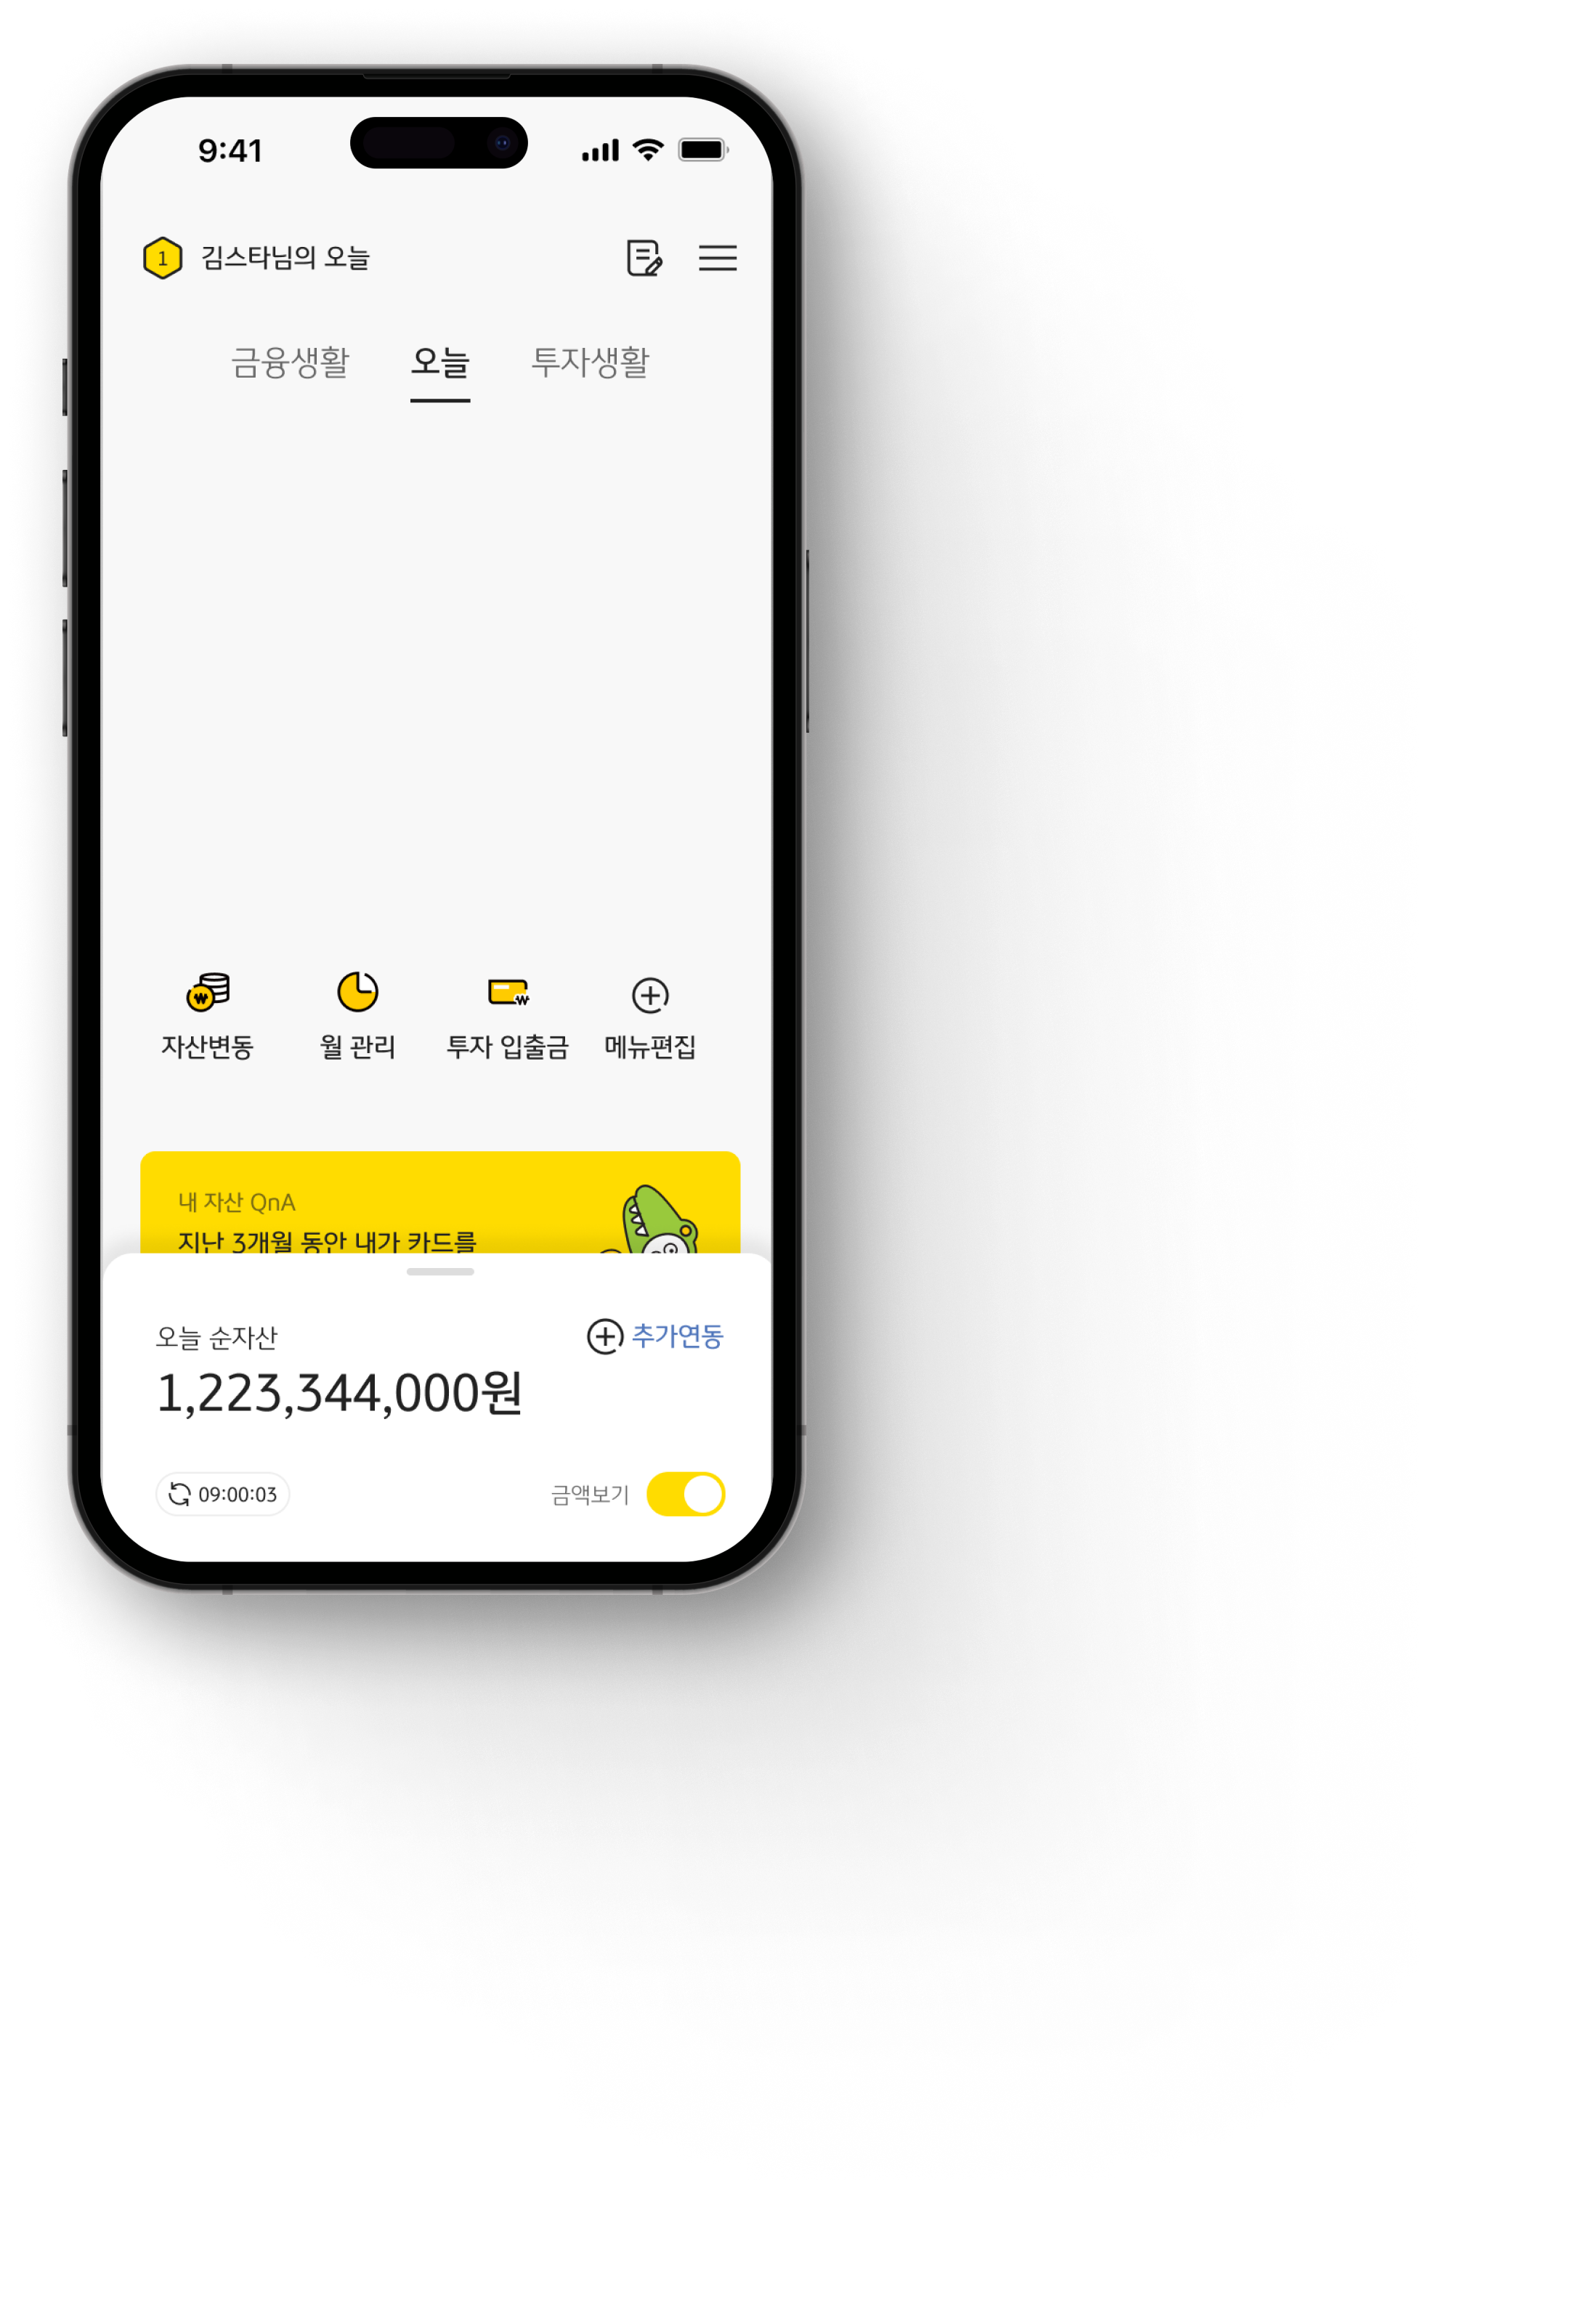 9:41
1 김스타님의 오늘
금융생활 오늘 투자생활
자산변동 월 관리 투자 입출금 메뉴편집
내 자산 QnA
지난 3개월 동안 내가 카드를
오늘 순자산 추가연동
1,223,344,000원
09:00:03 금액보기